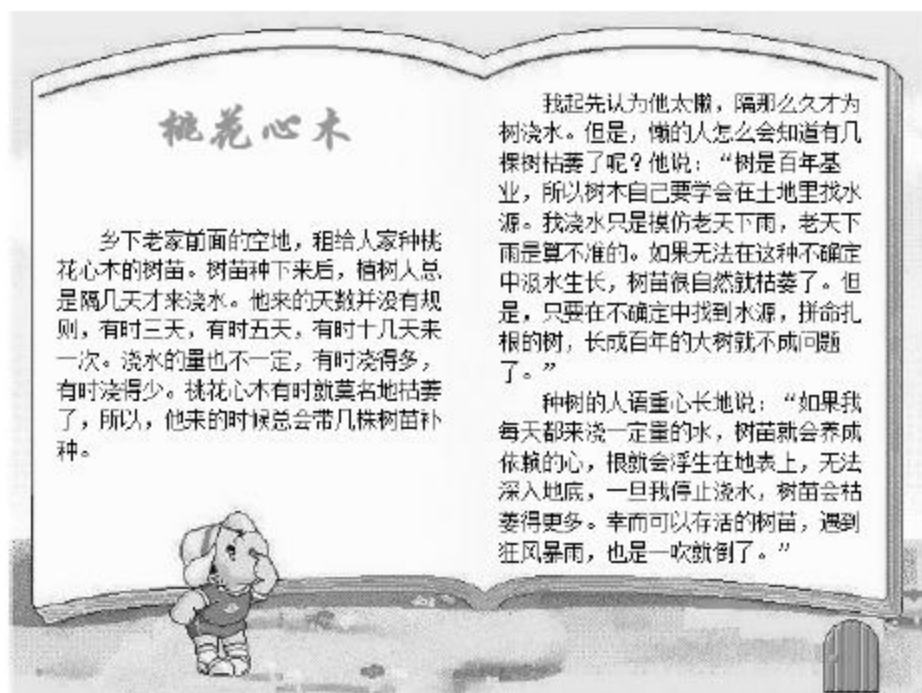 桃花心木
乡下老家前面的空地，租给人家种桃
花心木的树苗。树苗种下来后，植树人总
是隔几天才来浇水。他来的天数并没有规
则，有时三天，有时五天，有时十几天来
一次。浇水的量也不一定，有时浇得多，
有时浇得少。桃花心木有时就莫名地枯萎
了，所以，他来的时候总会带几株树苗补
种。
我起先认为他太懒，隔那么久才为
树浇水。但是，懒的人怎么会知道有几
棵树枯萎了呢？他说：“树是百年基
业，所以树木自己要学会在土地里找水
源。我浇水只是模仿老天下雨，老天下
雨是算不准的。如果无法在这种不确定
中汲水生长，树苗很自然就枯萎了。但
是，只要在不确定中找到水源，拼命扎
根的树，长成百年的大树就不成问题
了。”
种树的人语重心长地说：“如果我
每天都来浇一定量的水，树苗就会养成
依赖的心，根就会浮生在地表上，无法
深入地底，一旦我停止浇水，树苗会枯
萎得更多。幸而可以存活的树苗，遇到
狂风暴雨，也是一吹就倒了。”